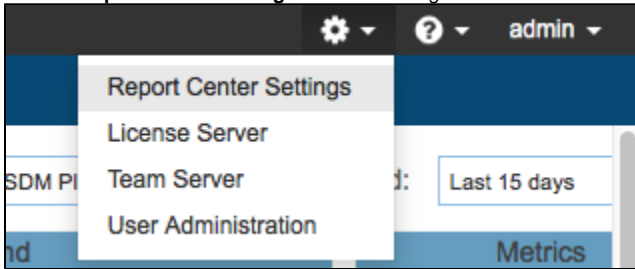 admin
Report Center Settings
License Server
Team Server
User Administration
SDM Pl d: Last 15 days
nd Metrics